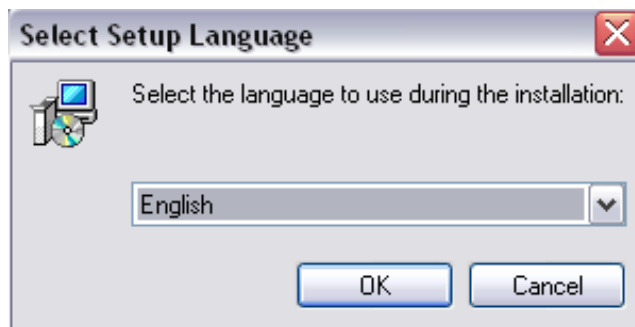 Select Setup Language
Select the language to use during the installation:
English
OK
Cancel